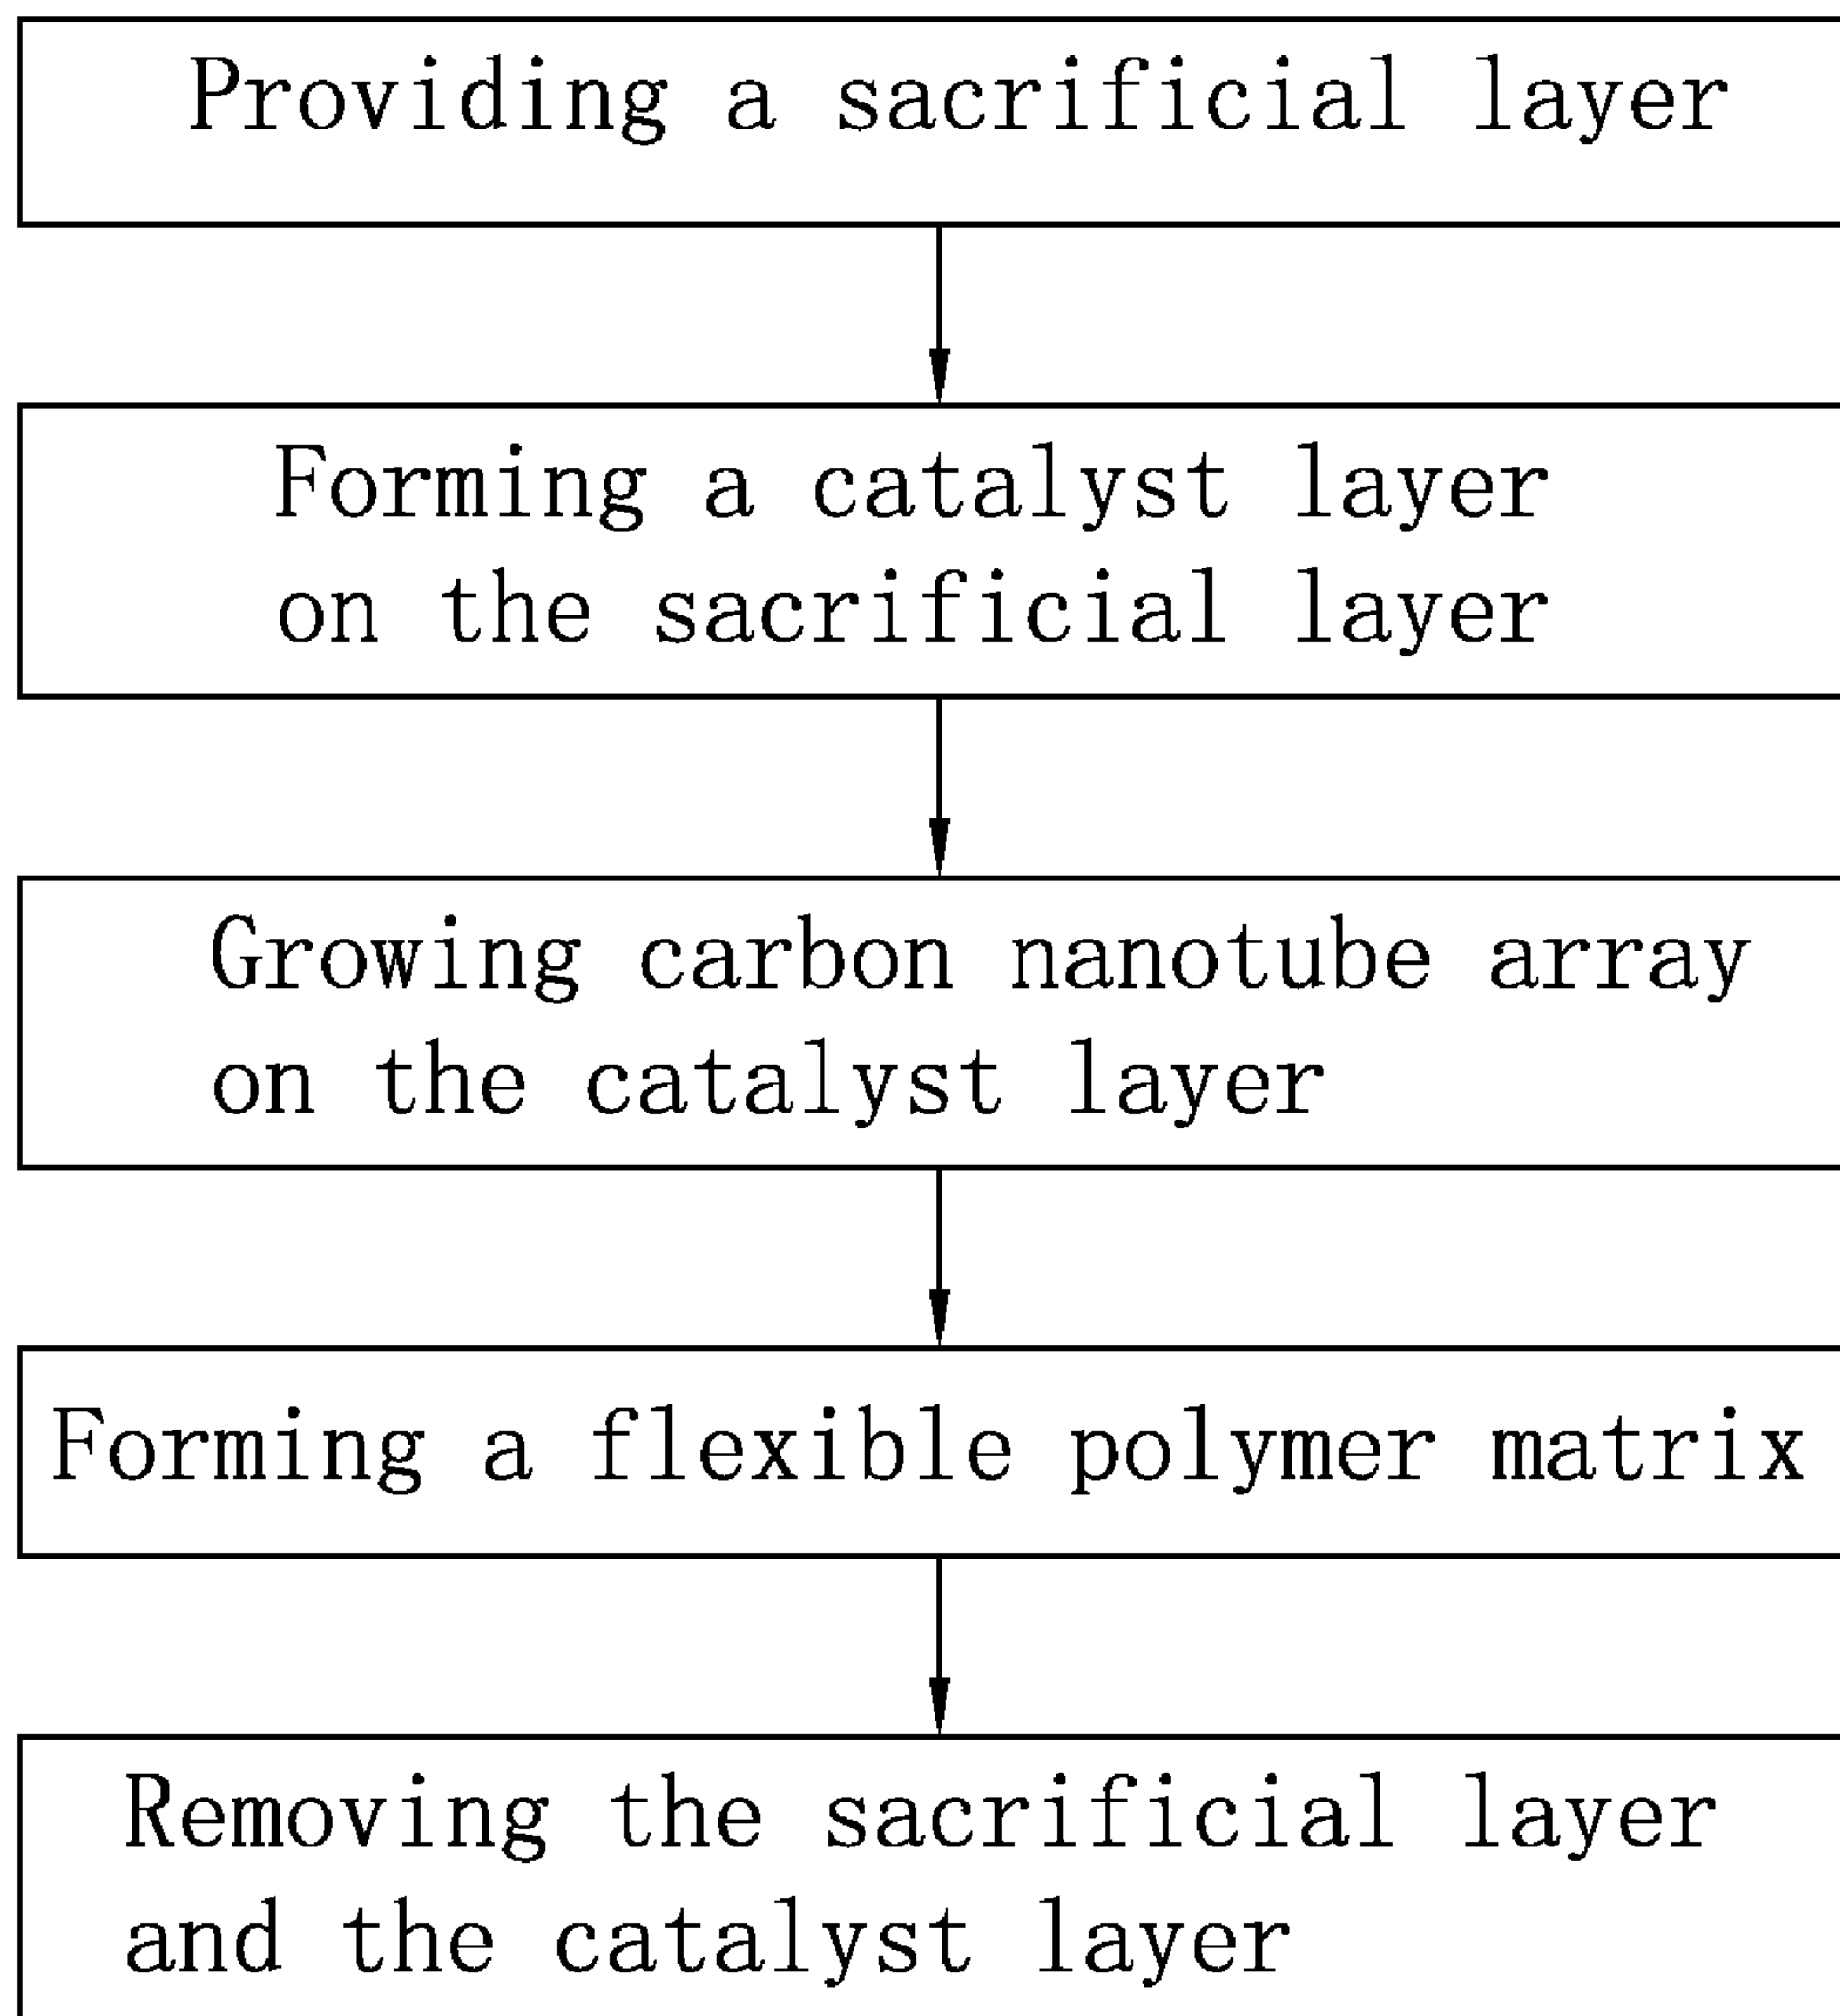 Providing a sacrificial layer
Forming a catalyst layer
on the sacrificial layer
Growing carbon nanotube array
on the catalyst layer
Forming a flexible polymer matrix
Removing the sacrificial layer
and the catalyst layer